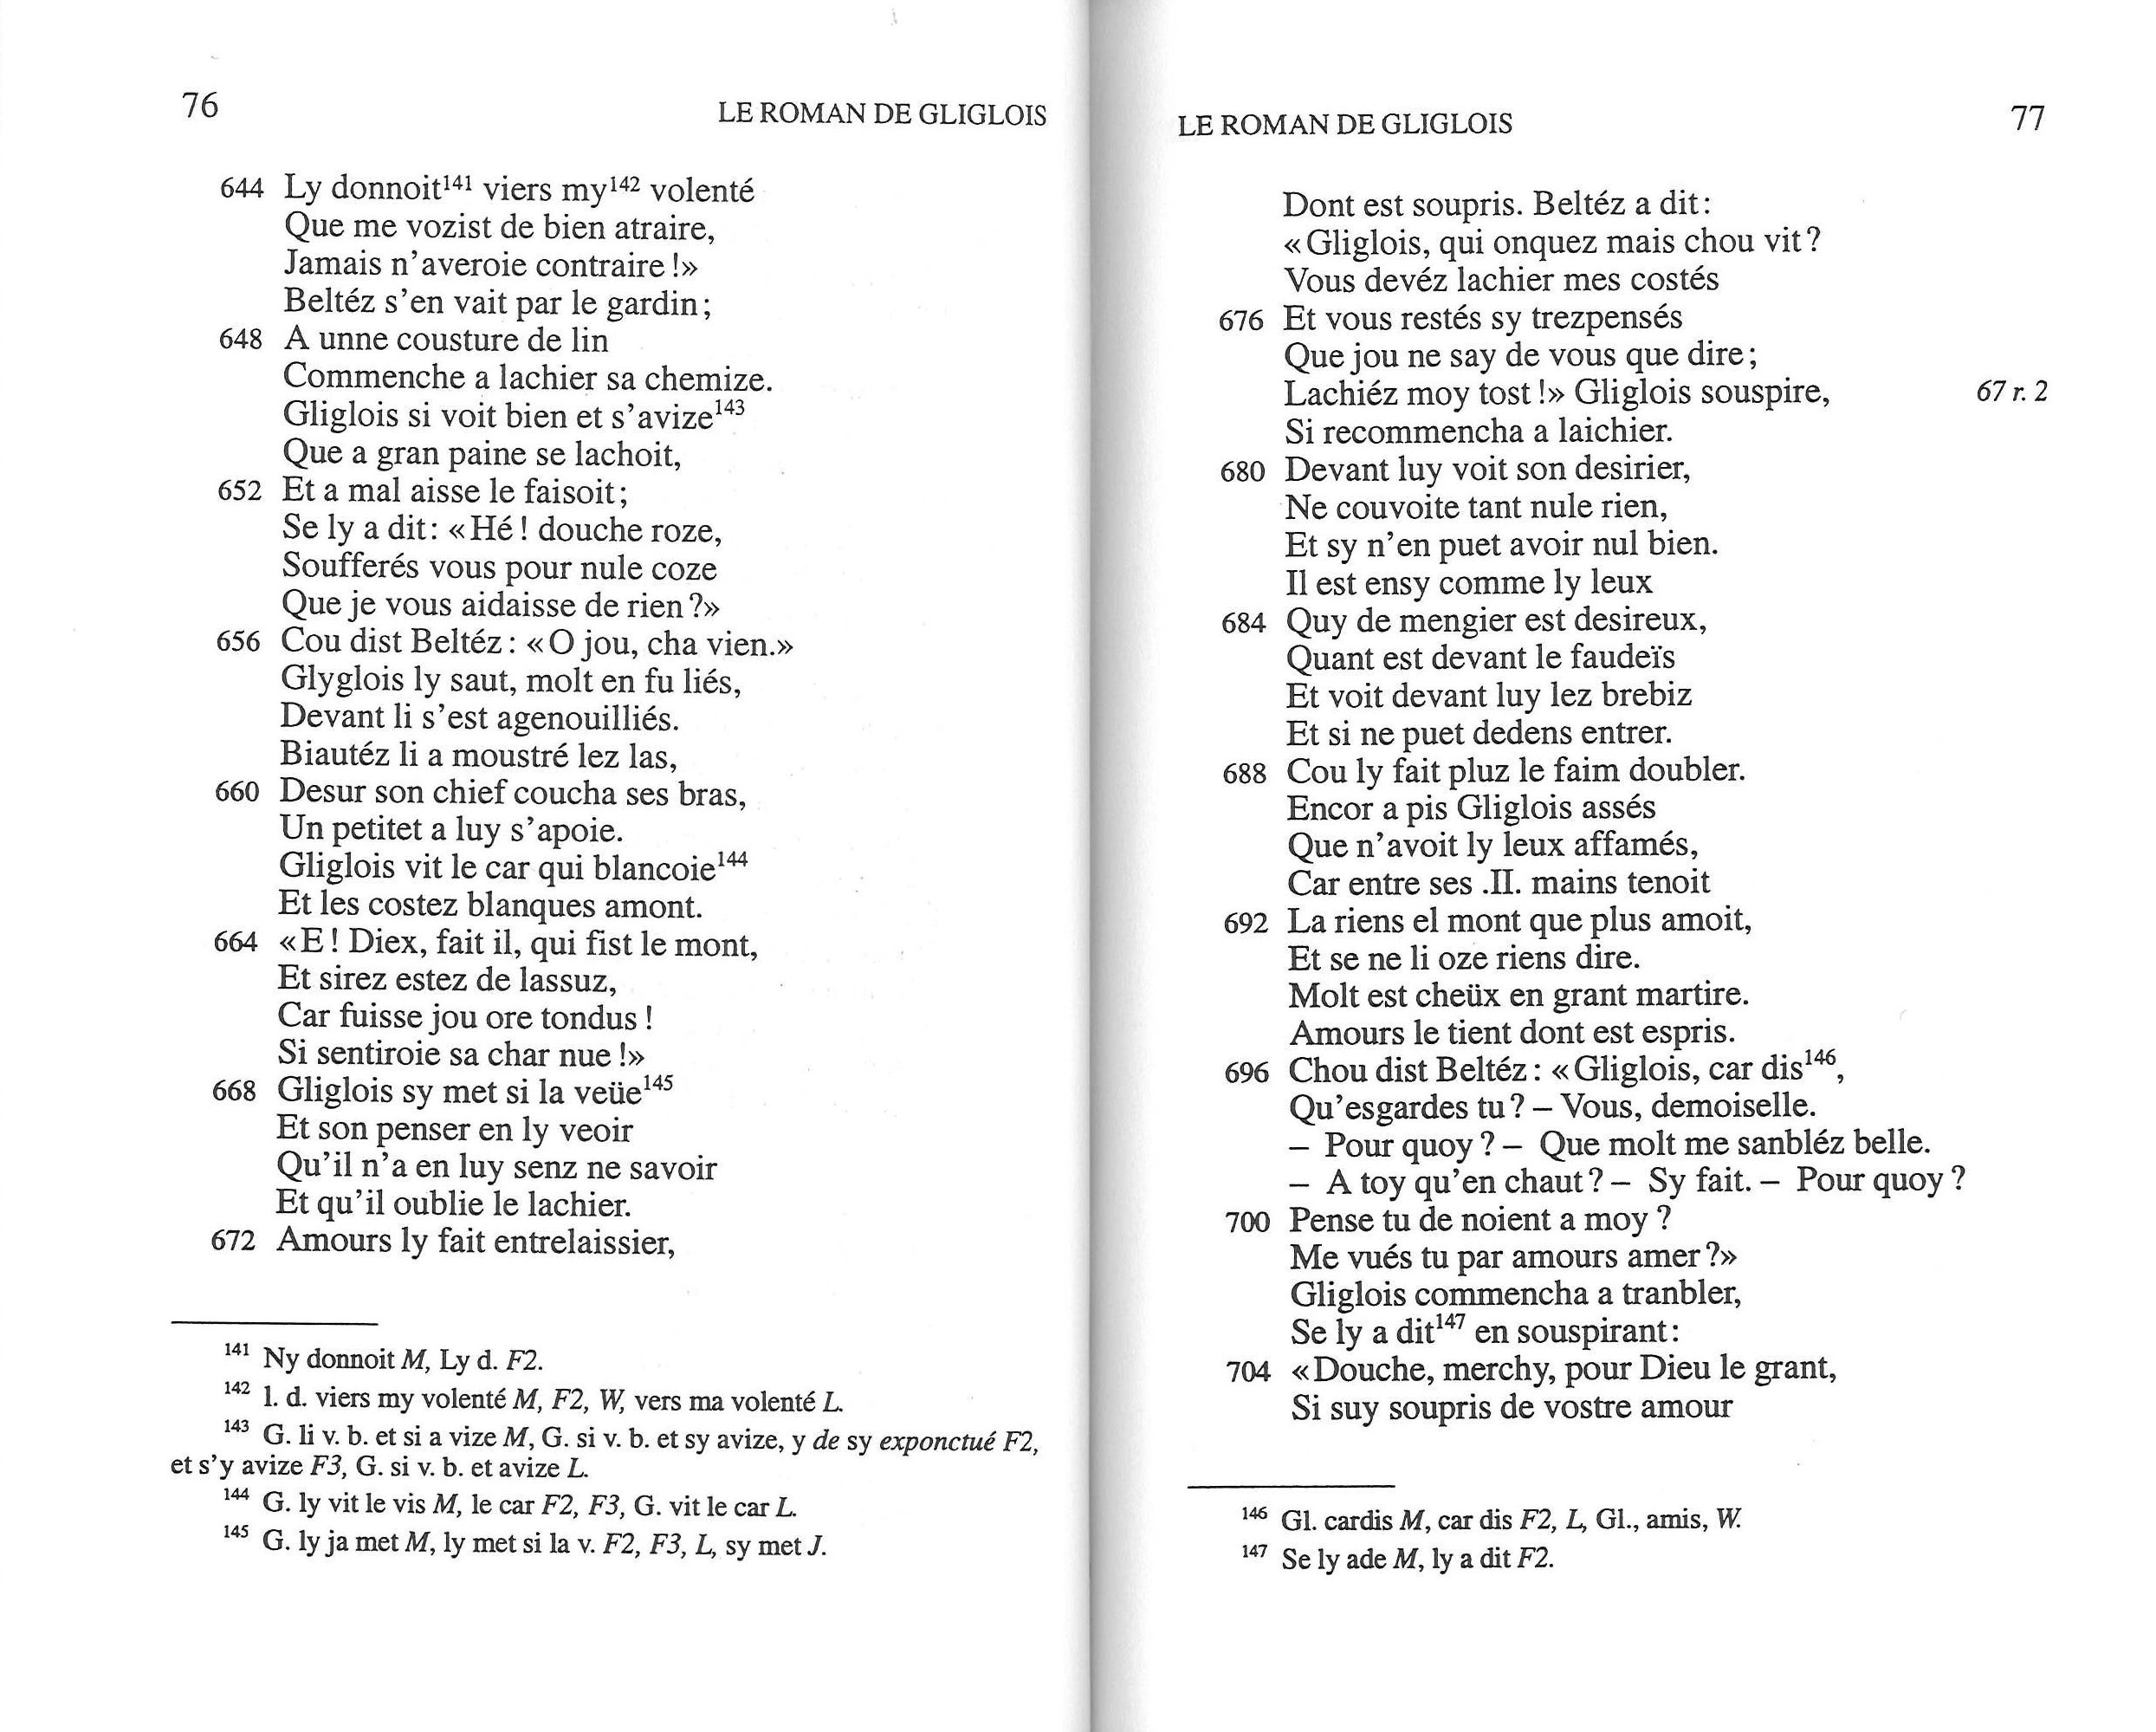 76
LE ROMAN DE GLIGLOIS
644 Ly donnoit¹⁴¹ viers my¹⁴² volenté
Que me vozist de bien atraire,
Jamais n'averoie contraire !»
Beltéz s'en vait par le gardin ;
648 A unne cousture de lin
Commenche a lachier sa chemize.
Gliglois si voit bien et s'avize¹⁴³
Que a gran paine se lachoit,
652 Et a mal aisse le faisoit ;
Se ly a dit : «Hé ! douche roze,
Soufferés vous pour nule coze
Que je vous aidaisse de rien ?»
656 Cou dist Beltéz : «O jou, cha vien.»
Glyglois ly saut, molt en fu liés,
Devant li s'est agenouilliés.
Biautéz li a moustré lez las,
660 Desur son chief coucha ses bras,
Un petitet a luy s'apoie.
Gliglois vit le car qui blancoie¹⁴⁴
Et les costez blanques amont.
664 «E ! Diex, fait il, qui fist le mont,
Et sirez estez de lassuz,
Car fuisse jou ore tondus !
Si sentiroie sa char nue !»
668 Gliglois sy met si la veüe¹⁴⁵
Et son penser en ly veoir
Qu'il n'a en luy senz ne savoir
Et qu'il oublie le lachier.
672 Amours ly fait entrelaissier,
¹⁴¹ Ny donnoit M, Ly d. F2.
¹⁴² l. d. viers my volenté M, F2, W, vers ma volenté L.
¹⁴³ G. li v. b. et si a vize M, G. si v. b. et sy avize, y de sy exponctué F2,
et s'y avize F3, G. si v. b. et avize L.
¹⁴⁴ G. ly vit le vis M, le car F2, F3, G. vit le car L.
¹⁴⁵ G. ly ja met M, ly met si la v. F2, F3, L, sy met J.
LE ROMAN DE GLIGLOIS
77
Dont est soupris. Beltéz a dit :
«Gliglois, qui onquez mais chou vit ?
Vous devéz lachier mes costés
676 Et vous restés sy trezpensés
Que jou ne say de vous que dire ;
Lachiéz moy tost !» Gliglois souspire, 67 r. 2
Si recommencha a laichier.
680 Devant luy voit son desirier,
Ne couvoite tant nule rien,
Et sy n'en puet avoir nul bien.
Il est ensy comme ly leux
684 Quy de mengier est desireux,
Quant est devant le faudeïs
Et voit devant luy lez brebiz
Et si ne puet dedens entrer.
688 Cou ly fait pluz le faim doubler.
Encor a pis Gliglois assés
Que n'avoit ly leux affamés,
Car entre ses .II. mains tenoit
692 La riens el mont que plus amoit,
Et se ne li oze riens dire.
Molt est cheüx en grant martire.
Amours le tient dont est espris.
696 Chou dist Beltéz : «Gliglois, car dis¹⁴⁶,
Qu'esgardes tu ? – Vous, demoiselle.
– Pour quoy ? – Que molt me sanbléz belle.
– A toy qu'en chaut ? – Sy fait. – Pour quoy ?
700 Pense tu de noient a moy ?
Me vués tu par amours amer ?»
Gliglois commencha a tranbler,
Se ly a dit¹⁴⁷ en souspirant :
704 «Douche, merchy, pour Dieu le grant,
Si suy soupris de vostre amour
¹⁴⁶ Gl. cardis M, car dis F2, L, Gl., amis, W.
¹⁴⁷ Se ly ade M, ly a dit F2.